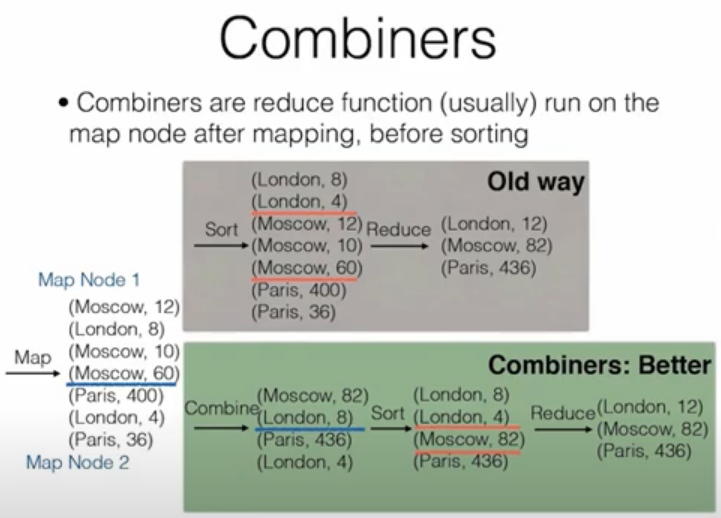 Combiners
• Combiners are reduce function (usually) run on the
map node after mapping, before sorting
Old way
Sort
(London, 8)
(London, 4)
(Moscow, 12)
(Moscow, 10)
(Moscow, 60)
(Paris, 400)
(Paris, 36)
Reduce
(London, 12)
(Moscow, 82)
(Paris, 436)
Map Node 1
Map
(Moscow, 12)
(London, 8)
(Moscow, 10)
(Moscow, 60)
(Paris, 400)
(London, 4)
(Paris, 36)
Map Node 2
Combiners: Better
Combine
(Moscow, 82)
(London, 8)
(Paris, 436)
(London, 4)
Sort
(London, 8)
(London, 4)
(Moscow, 82)
(Paris, 436)
Reduce
(London, 12)
(Moscow, 82)
(Paris, 436)